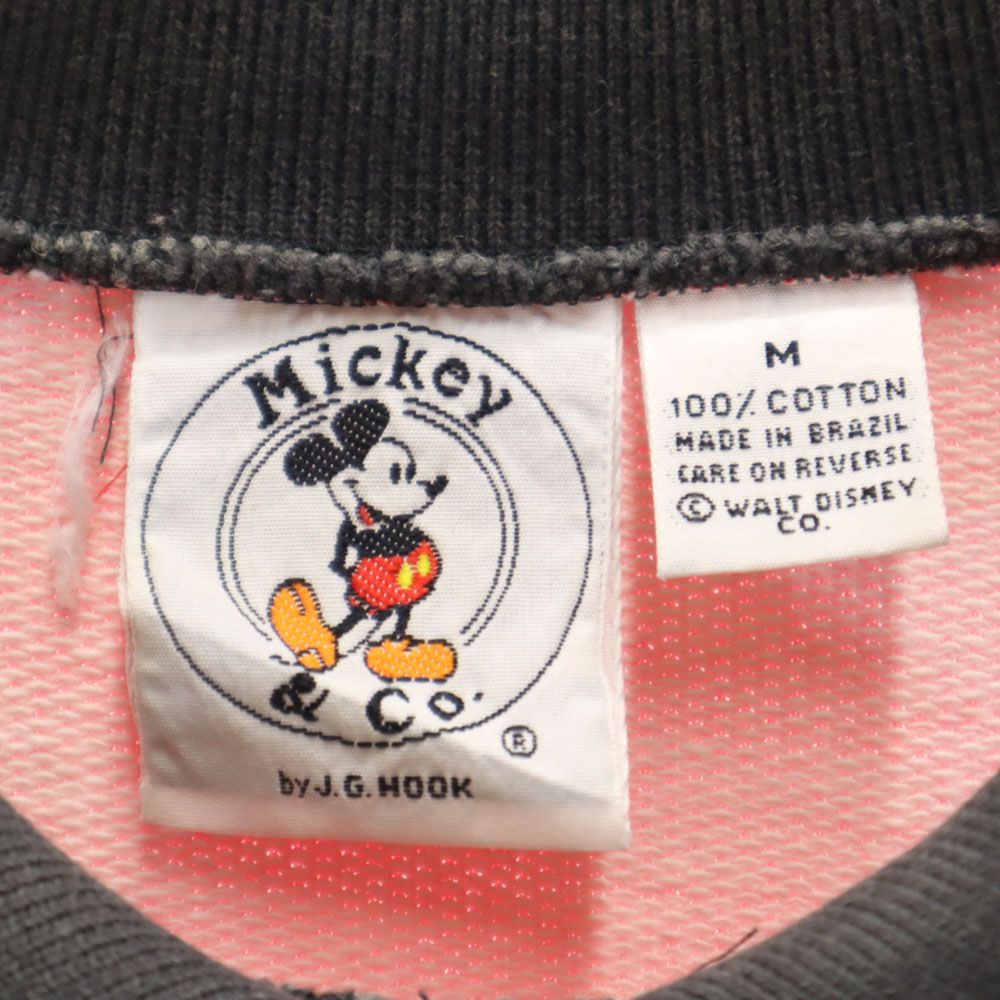 Mickey
& Co.
®
by J.G. HOOK
M
100% COTTON
MADE IN BRAZIL
CARE ON REVERSE
© WALT DISNEY
CO.